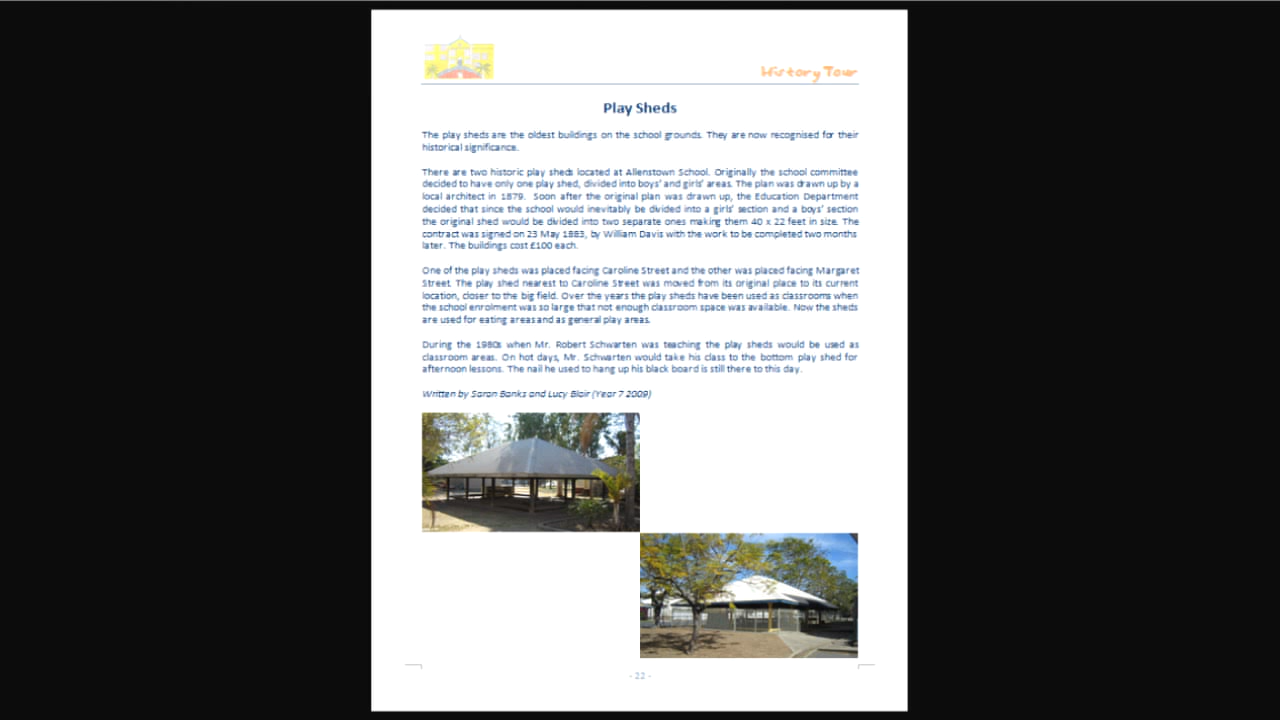 History Tour
Play Sheds
The play sheds are the oldest buildings on the school grounds. They are now recognised for their
historical significance.
There are two historic play sheds located at Allenstown School. Originally the school committee
decided to have only one play shed, divided into boys' and girls' areas. The plan was drawn up by a
local architect in 1879. Soon after the original plan was drawn up, the Education Department
decided that since the school would inevitably be divided into a girls' section and a boys' section
the original shed would be divided into two separate ones making them 40 x 22 feet in size. The
contract was signed on 23 May 1883, by William Davis with the work to be completed two months
later. The buildings cost £100 each.
One of the play sheds was placed facing Caroline Street and the other was placed facing Margaret
Street. The play shed nearest to Caroline Street was moved from its original place to its current
location, closer to the big field. Over the years the play sheds have been used as classrooms when
the school enrolment was so large that not enough classroom space was available. Now the sheds
are used for eating areas and as general play areas.
During the 1980s when Mr. Robert Schwarten was teaching the play sheds would be used as
classroom areas. On hot days, Mr. Schwarten would take his class to the bottom play shed for
afternoon lessons. The nail he used to hang up his black board is still there to this day.
Written by Saran Banks and Lucy Blair (Year 7 2009)
- 22 -